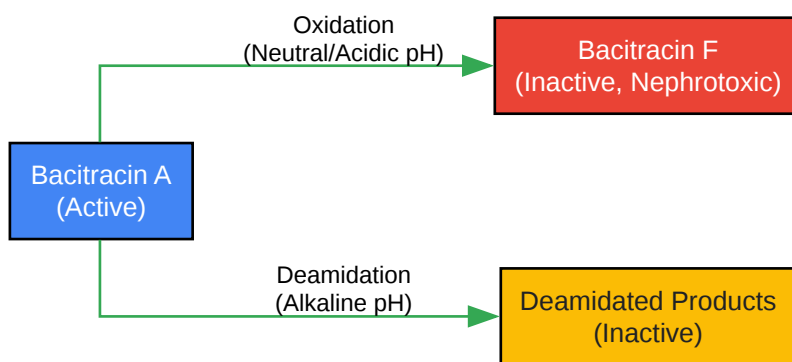 Oxidation
(Neutral/Acidic pH)
Bacitracin F
(Inactive, Nephrotoxic)
Bacitracin A
(Active)
Deamidation
(Alkaline pH)
Deamidated Products
(Inactive)